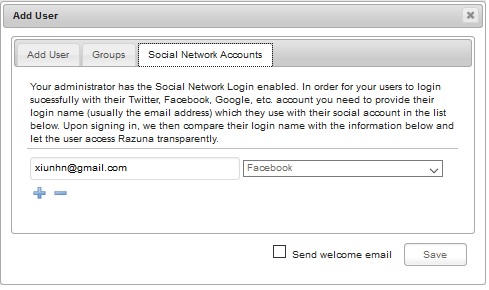 Add User
Add User Groups Social Network Accounts
Your administrator has the Social Network Login enabled. In order for your users to login
sucessfully with their Twitter, Facebook, Google, etc. account you need to provide their
login name (usually the email address) which they use with their social account in the list
below. Upon signing in, we then compare their login name with the information below and
let the user access Razuna transparently.
xiunhn@gmail.com Facebook
Send welcome email Save